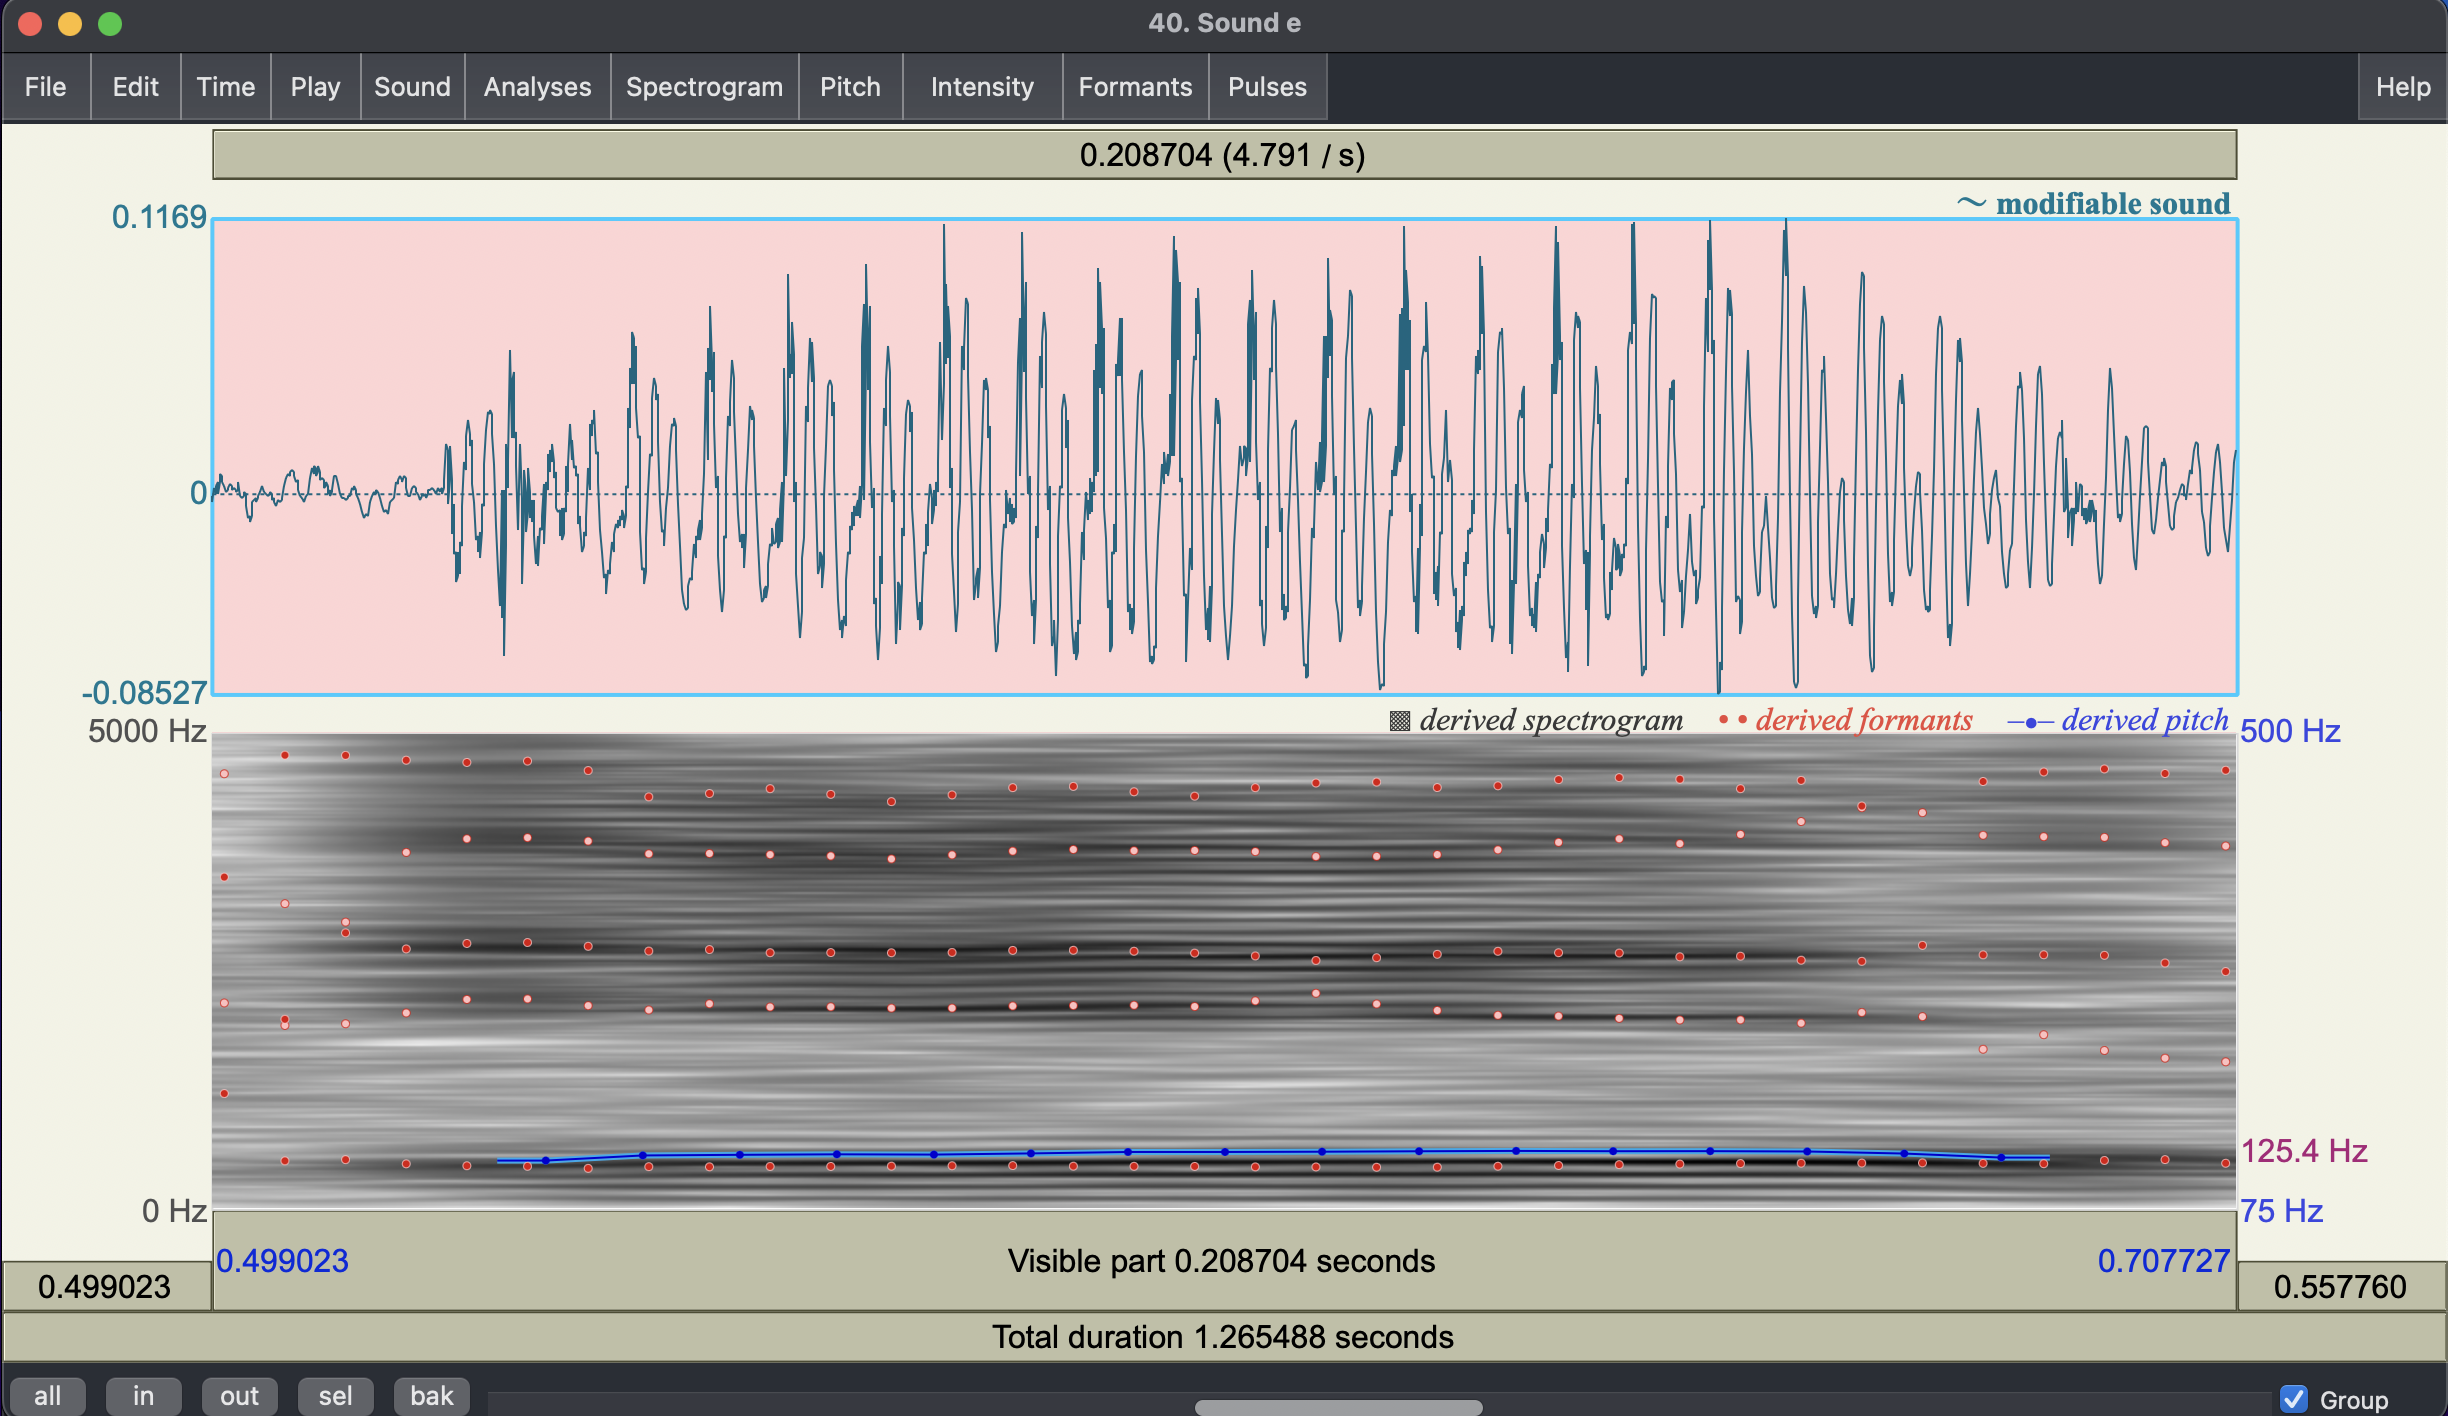 40. Sound e
File Edit Time Play Sound Analyses Spectrogram Pitch Intensity Formants Pulses Help
0.208704 (4.791 / s)
0.1169
~ modifiable sound
0
-0.08527
5000 Hz
derived spectrogram derived formants derived pitch
500 Hz
125.4 Hz
0 Hz
75 Hz
0.499023 Visible part 0.208704 seconds 0.707727
0.499023 0.557760
Total duration 1.265488 seconds
all in out sel bak Group